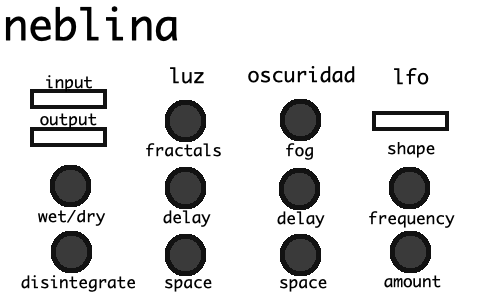 neblina
input
output
wet/dry
disintegrate
luz
fractals
delay
space
oscuridad
fog
delay
space
lfo
shape
frequency
amount